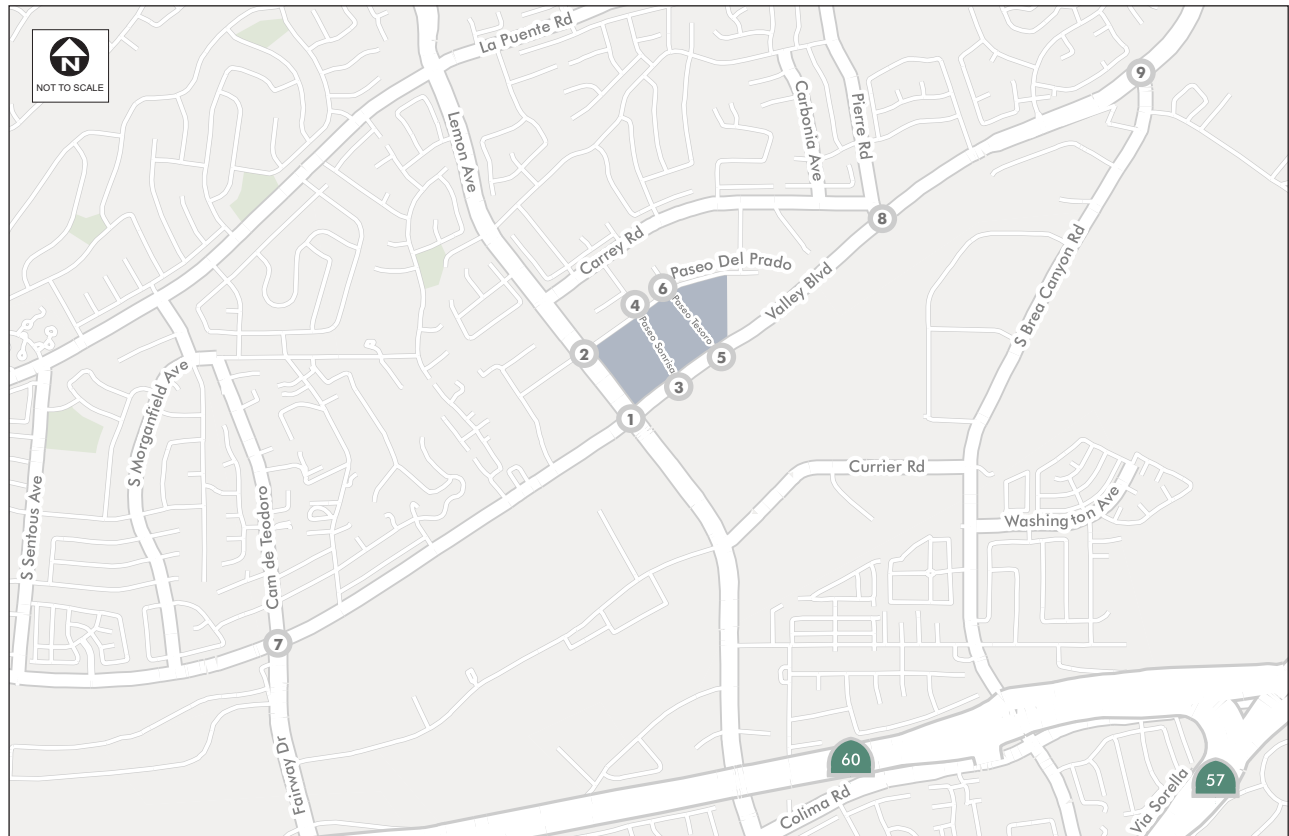 N
NOT TO SCALE
La Puente Rd
Lemon Ave
Carbonia Ave
Pierre Rd
9
8
Carrey Rd
Paseo Del Prado
6
4
Paseo Tesoro
Paseo Sonrisa
Valley Blvd
S Brea Canyon Rd
2
5
3
1
S Morganfield Ave
S Sentous Ave
Cam de Teodoro
Currier Rd
Washington Ave
7
Fairway Dr
60
57
Colima Rd
Via Sorella